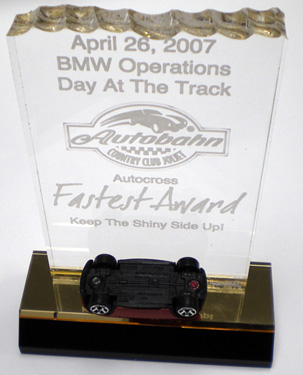 April 26, 2007
BMW Operations
Day At The Track
Autobahn
COUNTRY CLUB JOLIET
Autocross
Fastest Award
Keep The Shiny Side Up!